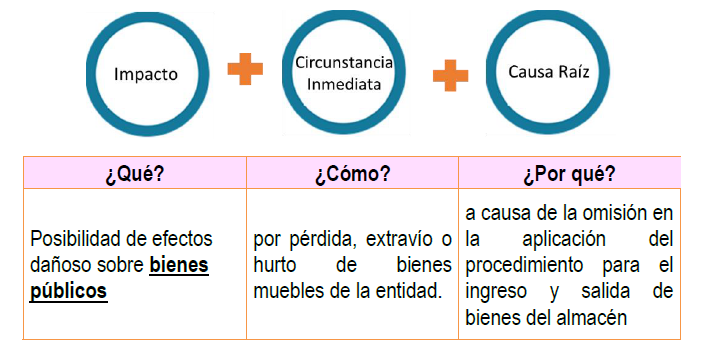 Impacto
Circunstancia
Inmediata
Causa Raíz
¿Qué?
¿Cómo?
¿Por qué?
Posibilidad de efectos
dañoso sobre bienes
públicos
por pérdida, extravío o
hurto de bienes
muebles de la entidad.
a causa de la omisión en
la aplicación del
procedimiento para el
ingreso y salida de
bienes del almacén